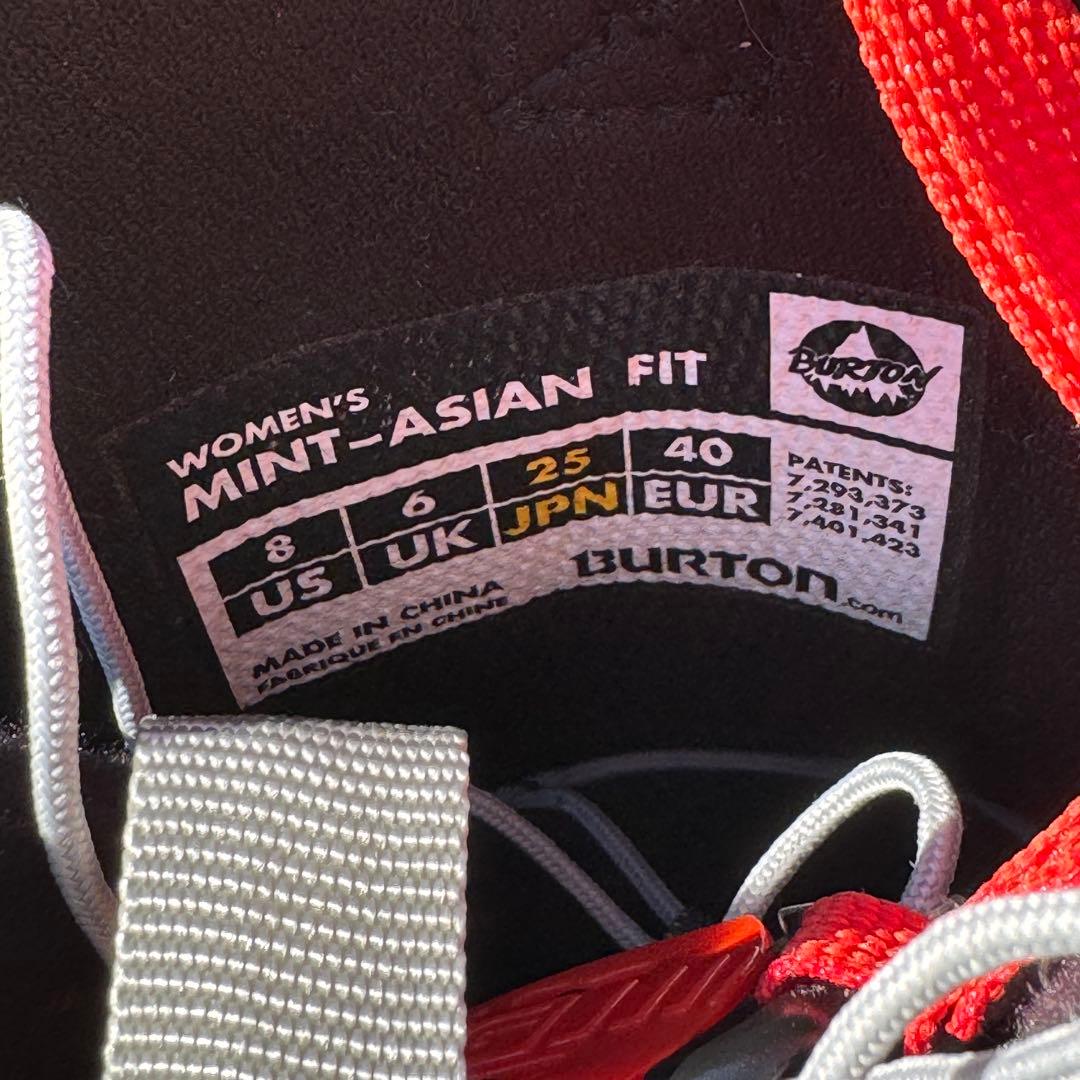 WOMEN'S
MINT-ASIAN FIT
BURTON
8 6 25 40
US UK JPN EUR
PATENTS:
7,293,373
7,281,341
7,401,423
MADE IN CHINA
FABRIQUE EN CHINE
BURTON.com